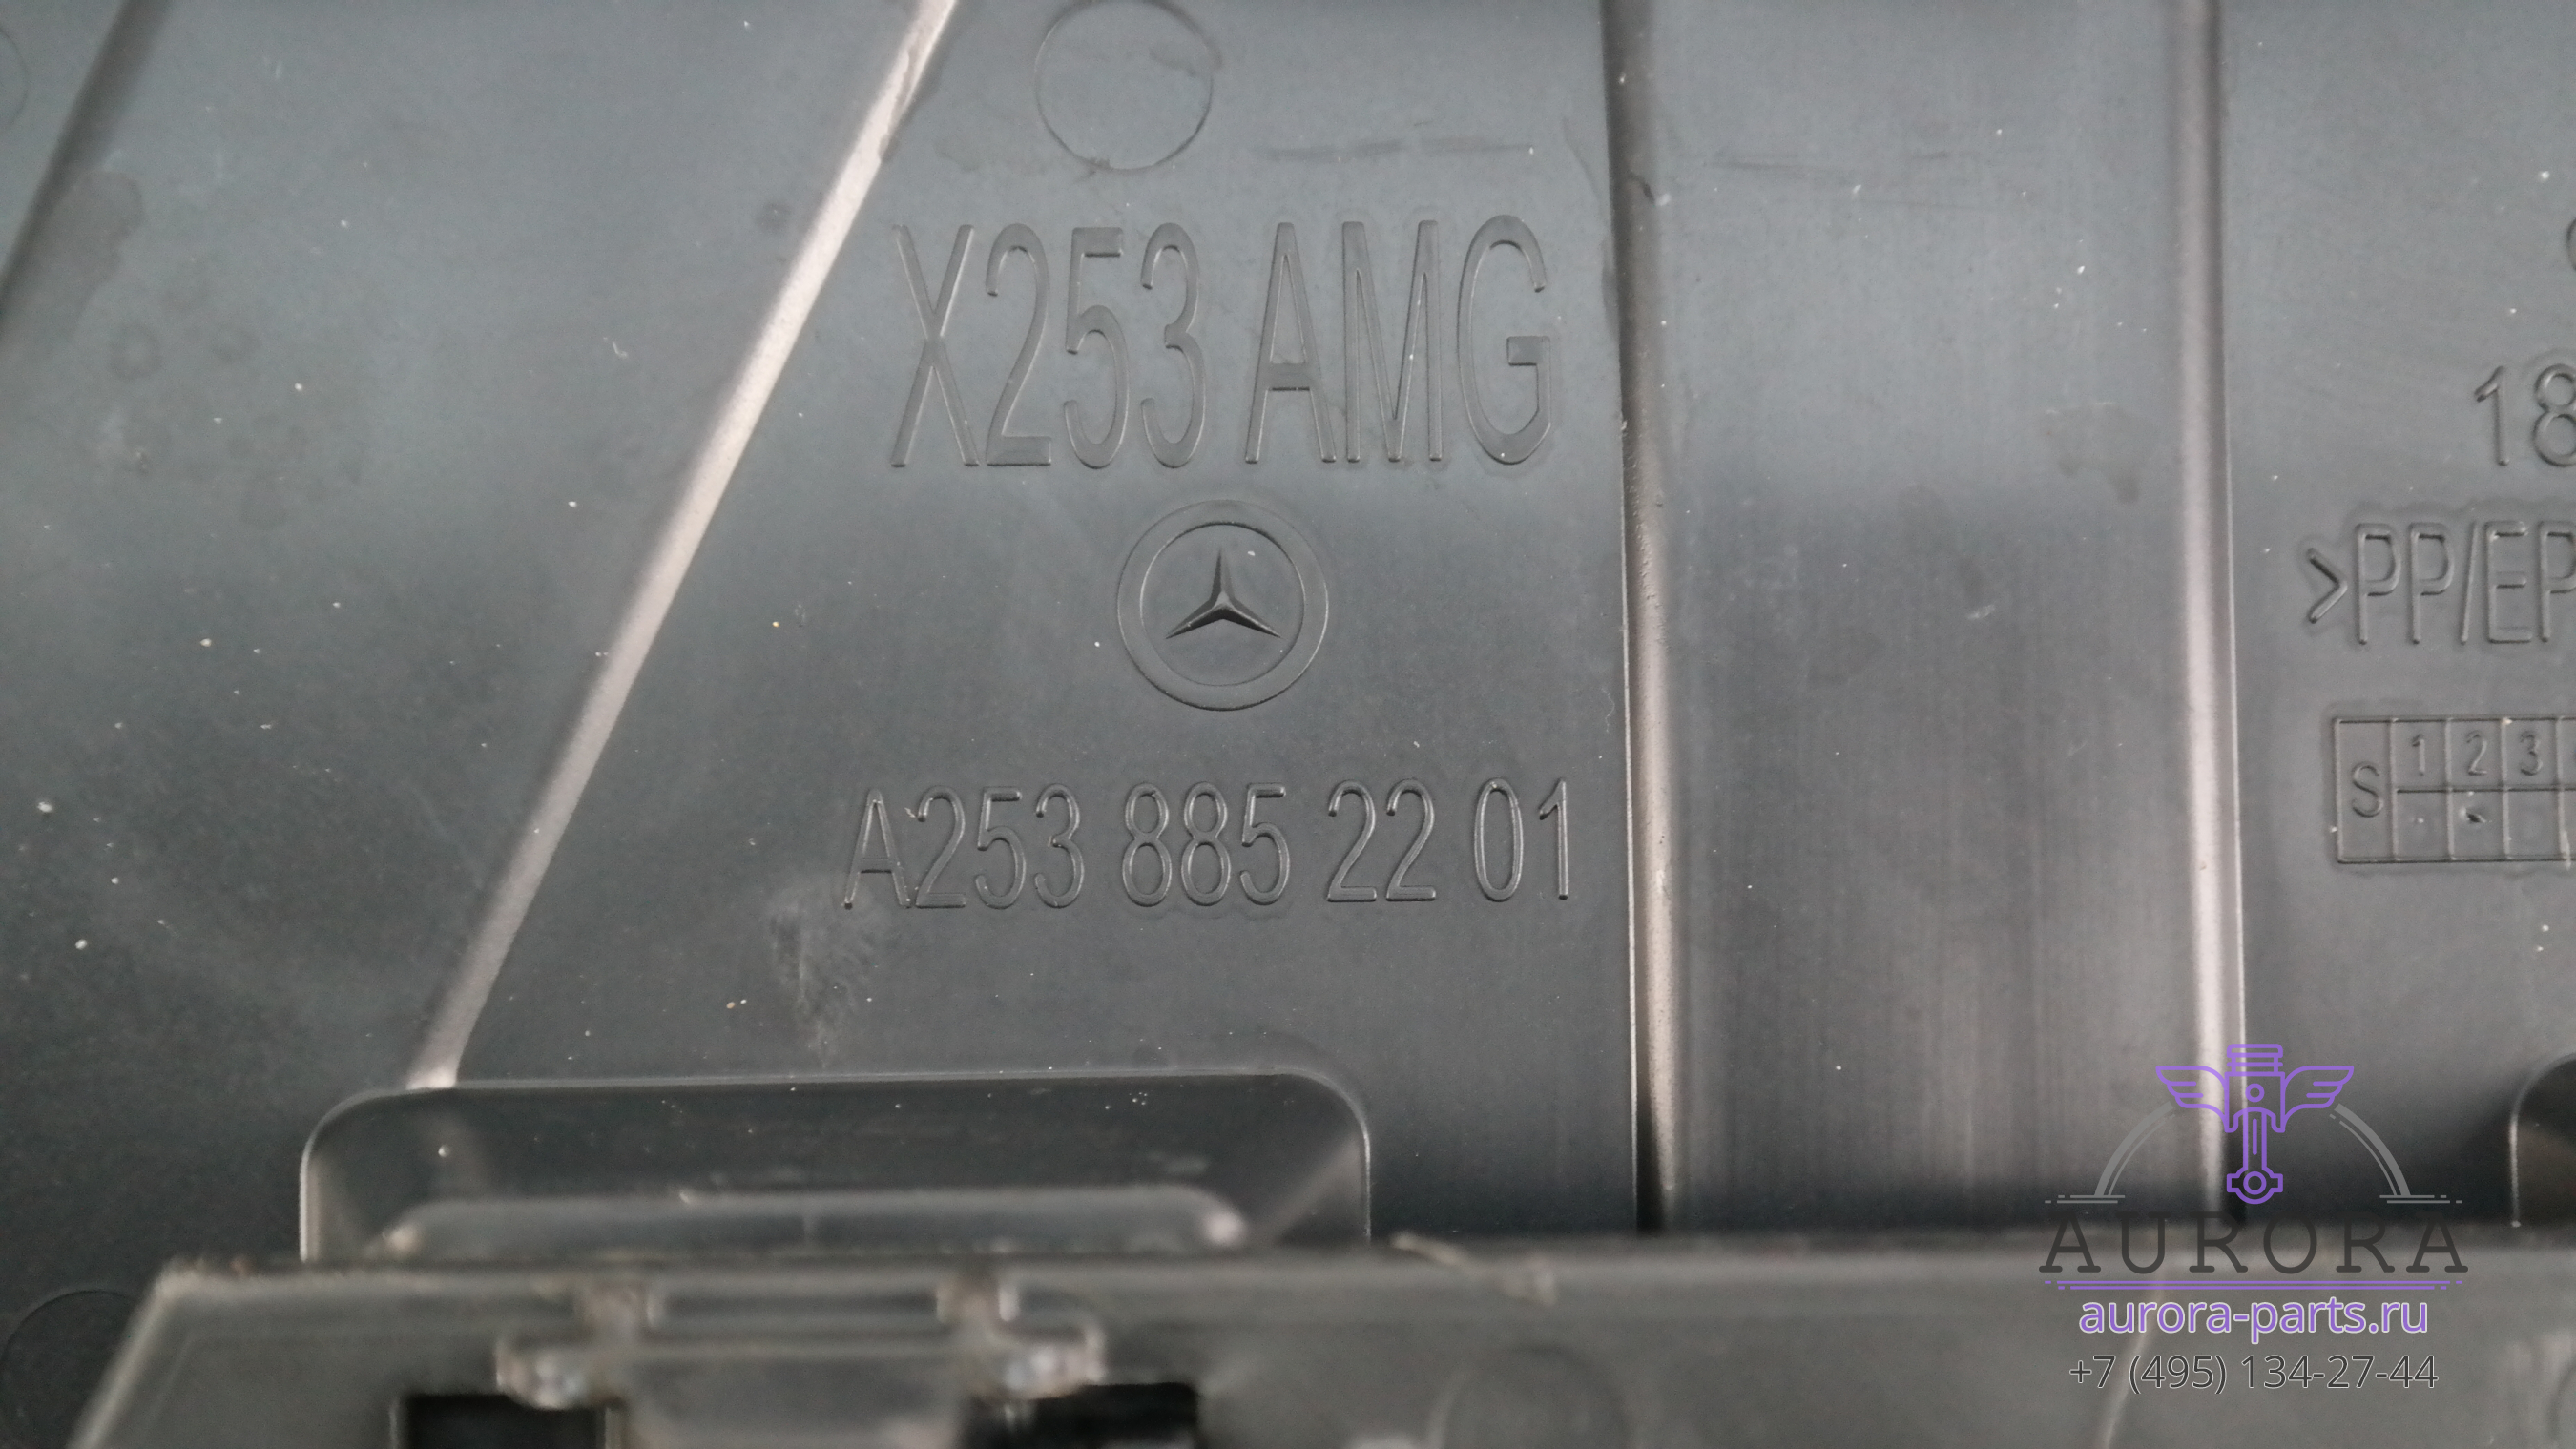 X253 AMG
A253 885 22 01
18
>PP/EP
S 1 2 3
AURORA
aurora-parts.ru
+7 (495) 134-27-44